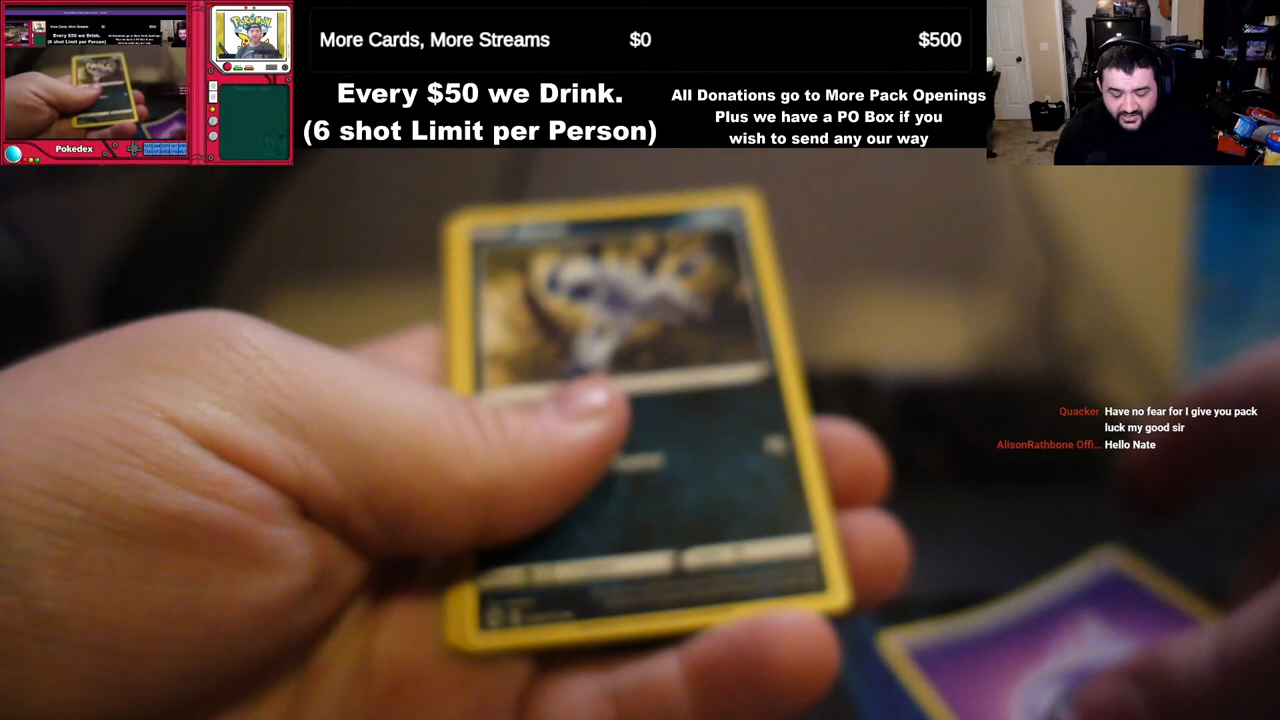 More Cards, More Streams $0 $500
Every $50 we Drink.
(6 shot Limit per Person)
All Donations go to More Pack Openings
Plus we have a PO Box if you
wish to send any our way
Pokedex
Quacker Have no fear for I give you pack
luck my good sir
AlisonRathbone Offi... Hello Nate